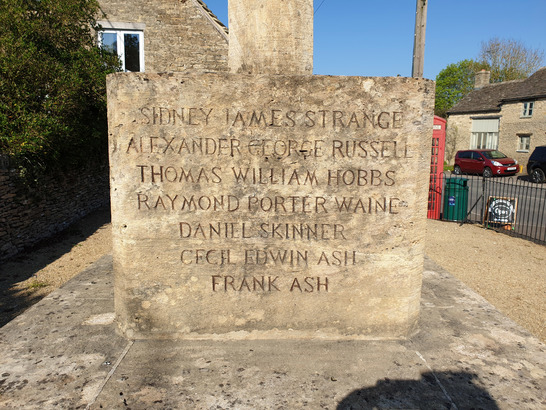 SIDNEY JAMES STRANGE
ALEXANDER GEORGE RUSSELL
THOMAS WILLIAM HOBBS
RAYMOND PORTER WAINE
DANIEL SKINNER
CECIL EDWIN ASH
FRANK ASH